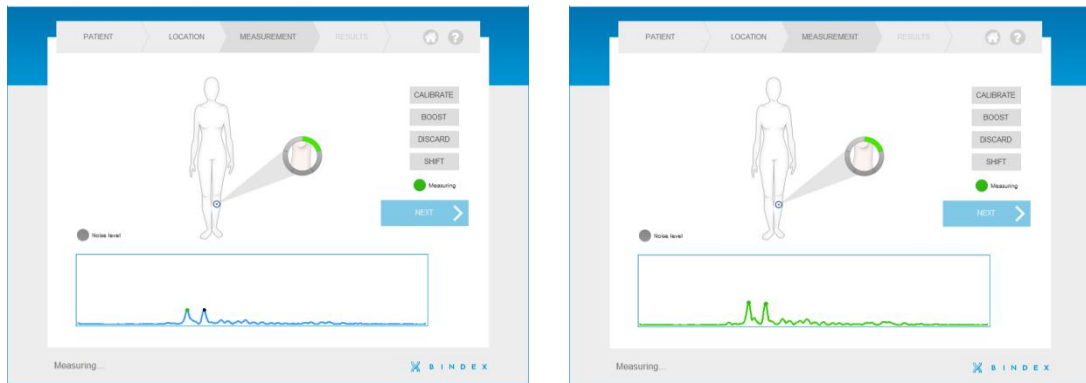 PATIENT LOCATION MEASUREMENT RESULTS ?
CALIBRATE
BOOST
DISCARD
SHIFT
Measuring
NEXT
Noise level
Measuring...
BINDEX
PATIENT LOCATION MEASUREMENT RESULTS ?
CALIBRATE
BOOST
DISCARD
SHIFT
Measuring
NEXT
Noise level
Measuring...
BINDEX